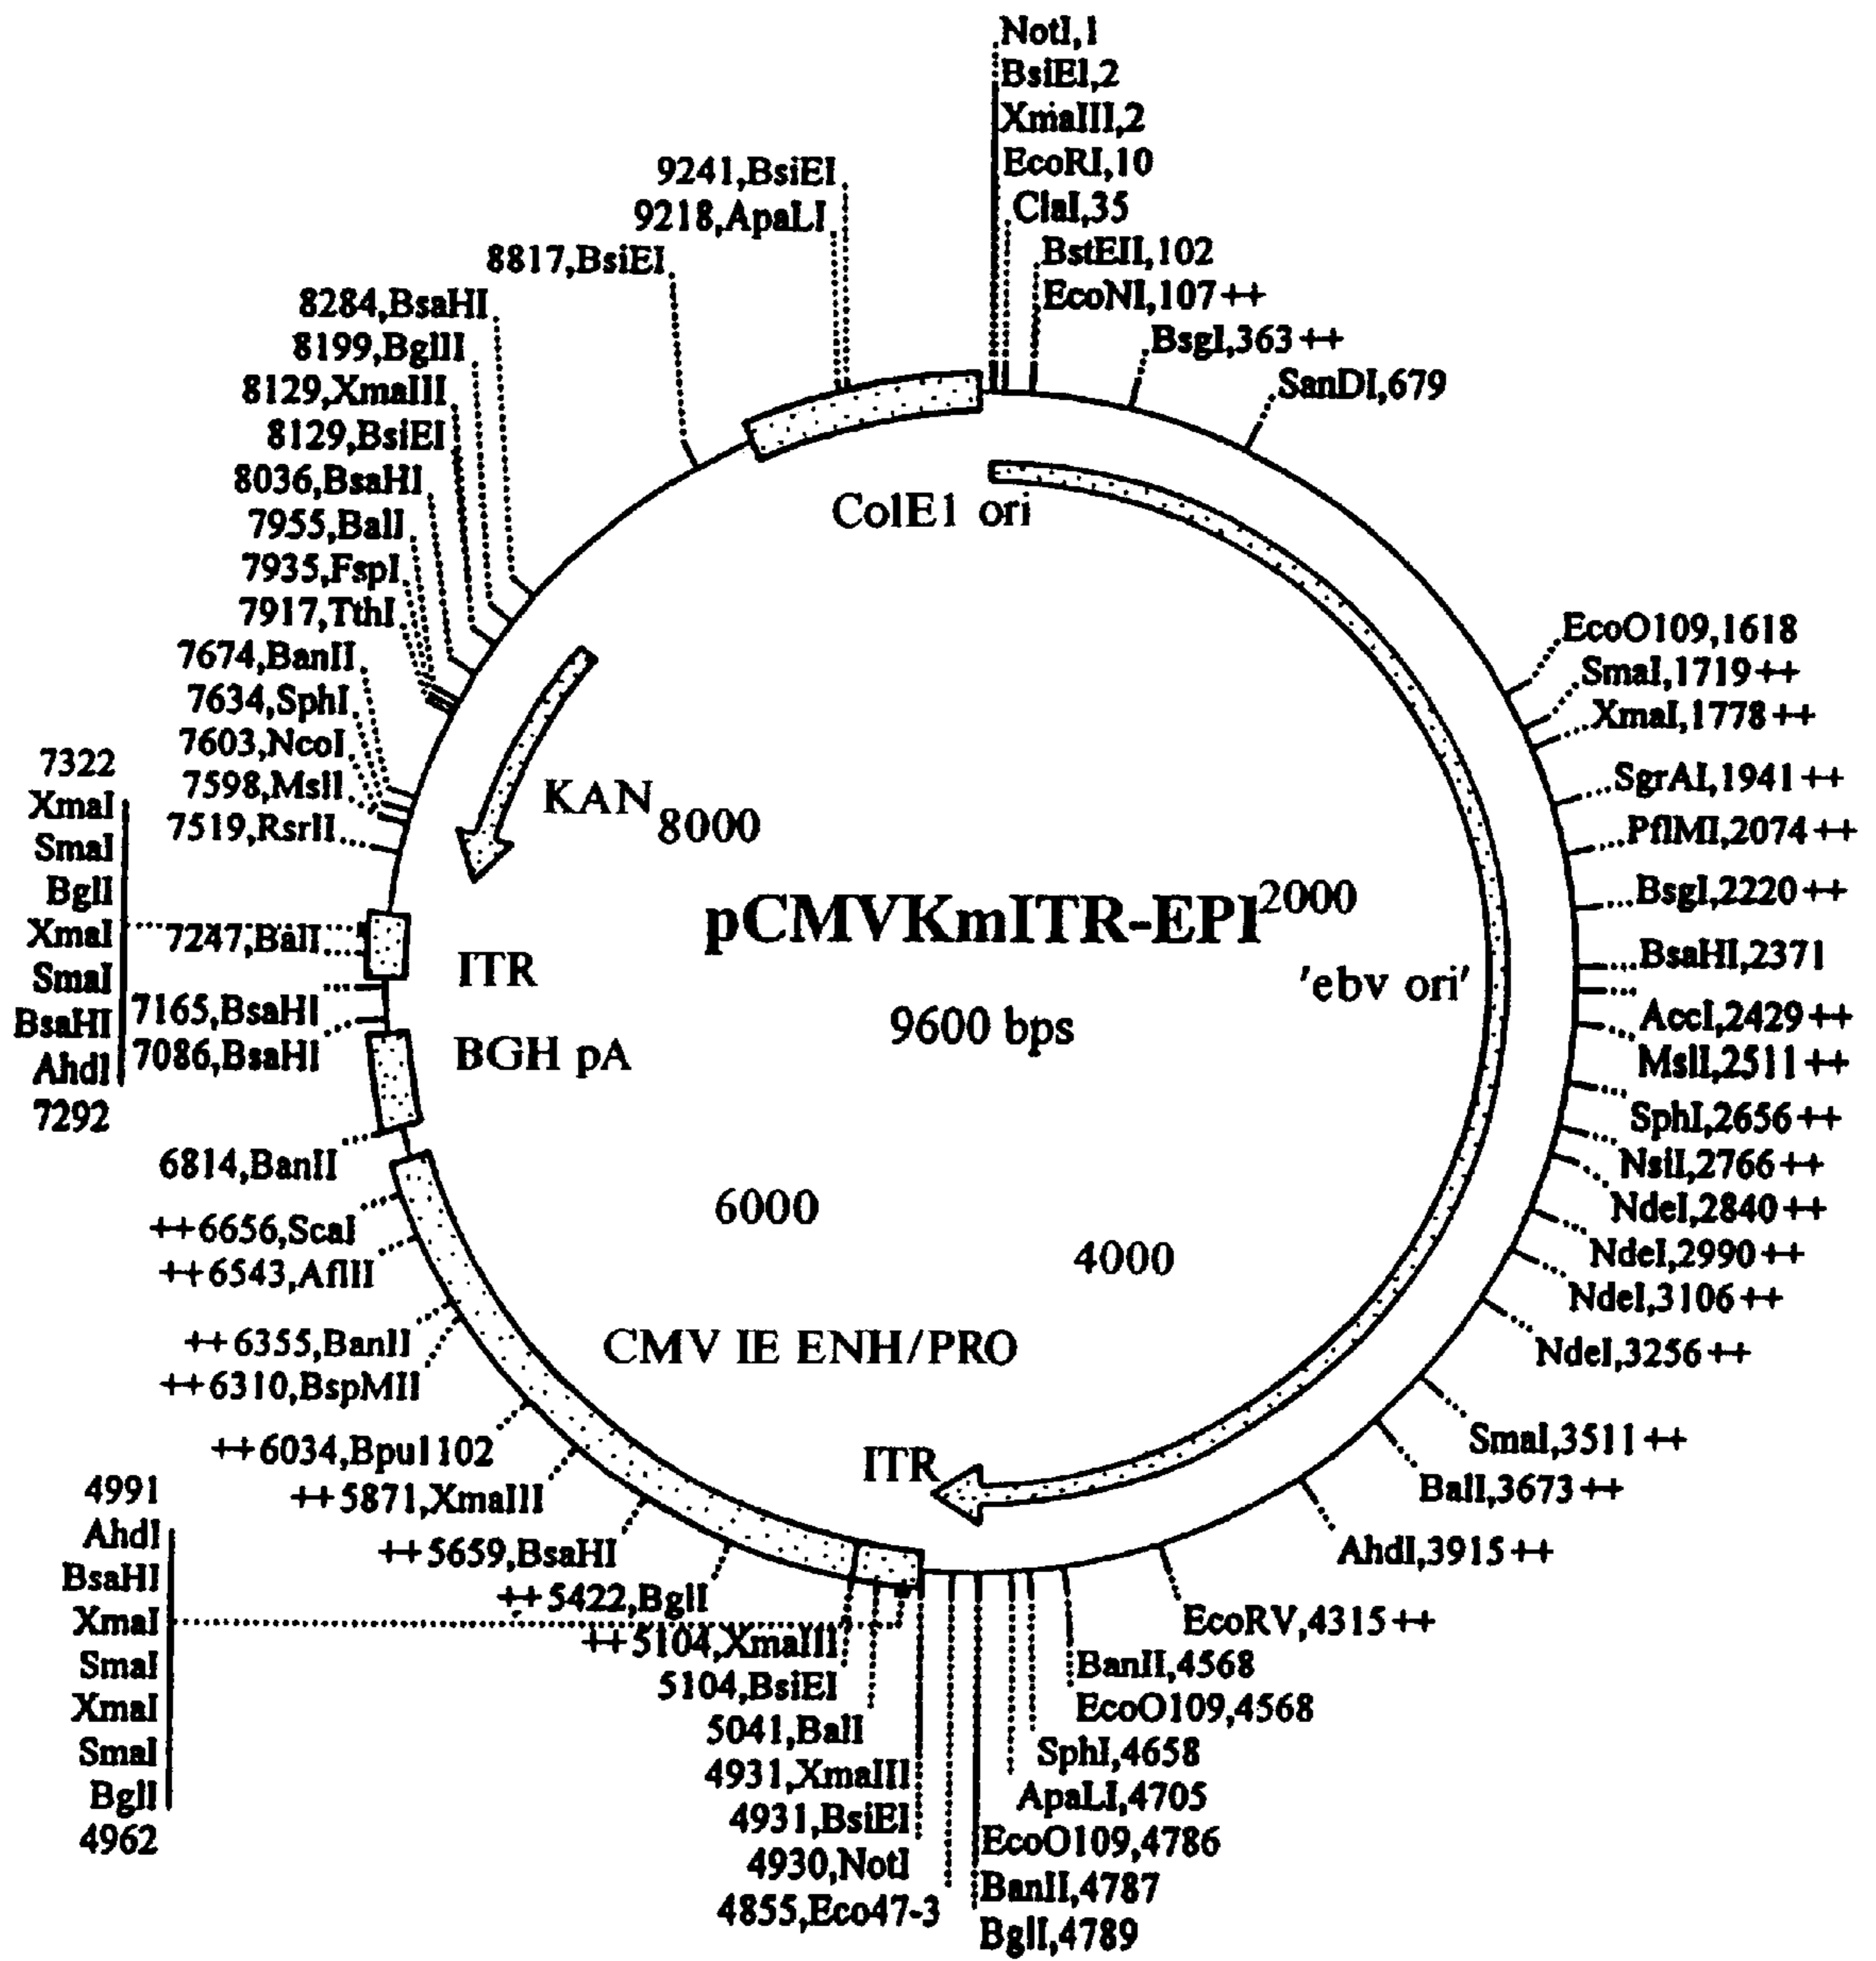 NotI,1
BsiEI,2
XmaIII,2
EcoRI,10
ClaI,35
BstEII,102
EcoNI,107++
BsgI,363++
SanDI,679
EcoO109,1618
SmaI,1719++
XmaI,1778++
SgrAI,1941++
PflMI,2074++
BsgI,2220++
BsaHI,2371
AccI,2429++
MslI,2511++
SphI,2656++
NsiI,2766++
NdeI,2840++
NdeI,2990++
NdeI,3106++
NdeI,3256++
SmaI,3511++
BalI,3673++
AhdI,3915++
EcoRV,4315++
BanII,4568
EcoO109,4568
SphI,4658
ApaLI,4705
EcoO109,4786
BanII,4787
BglI,4789
4855,Eco47-3
4930,NotI
4931,BsiEI
4931,XmaIII
5041,BalI
5104,BsiEI
++5104,XmaIII
++5422,BglI
++5659,BsaHI
++5871,XmaIII
++6034,Bpu1102
++6310,BspMII
++6355,BanII
++6543,AflII
++6656,ScaI
6814,BanII
4991
AhdI
BsaHI
XmaI
SmaI
XmaI
SmaI
BglI
4962
7086,BsaHI
7165,BsaHI
7247,BalI
7322
XmaI
SmaI
BglI
XmaI
SmaI
BsaHI
AhdI
7292
7519,RsrII
7598,MslI
7603,NcoI
7634,SphI
7674,BanII
7917,TthI
7935,FspI
7955,BalI
8036,BsaHI
8129,BsiEI
8129,XmaIII
8199,BglII
8284,BsaHI
8817,BsiEI
9218,ApaLI
9241,BsiEI
ColE1 ori
KAN
8000
pCMVKmITR-EPI
2000
'ebv ori'
9600 bps
ITR
BGH pA
6000
4000
CMV IE ENH/PRO
ITR